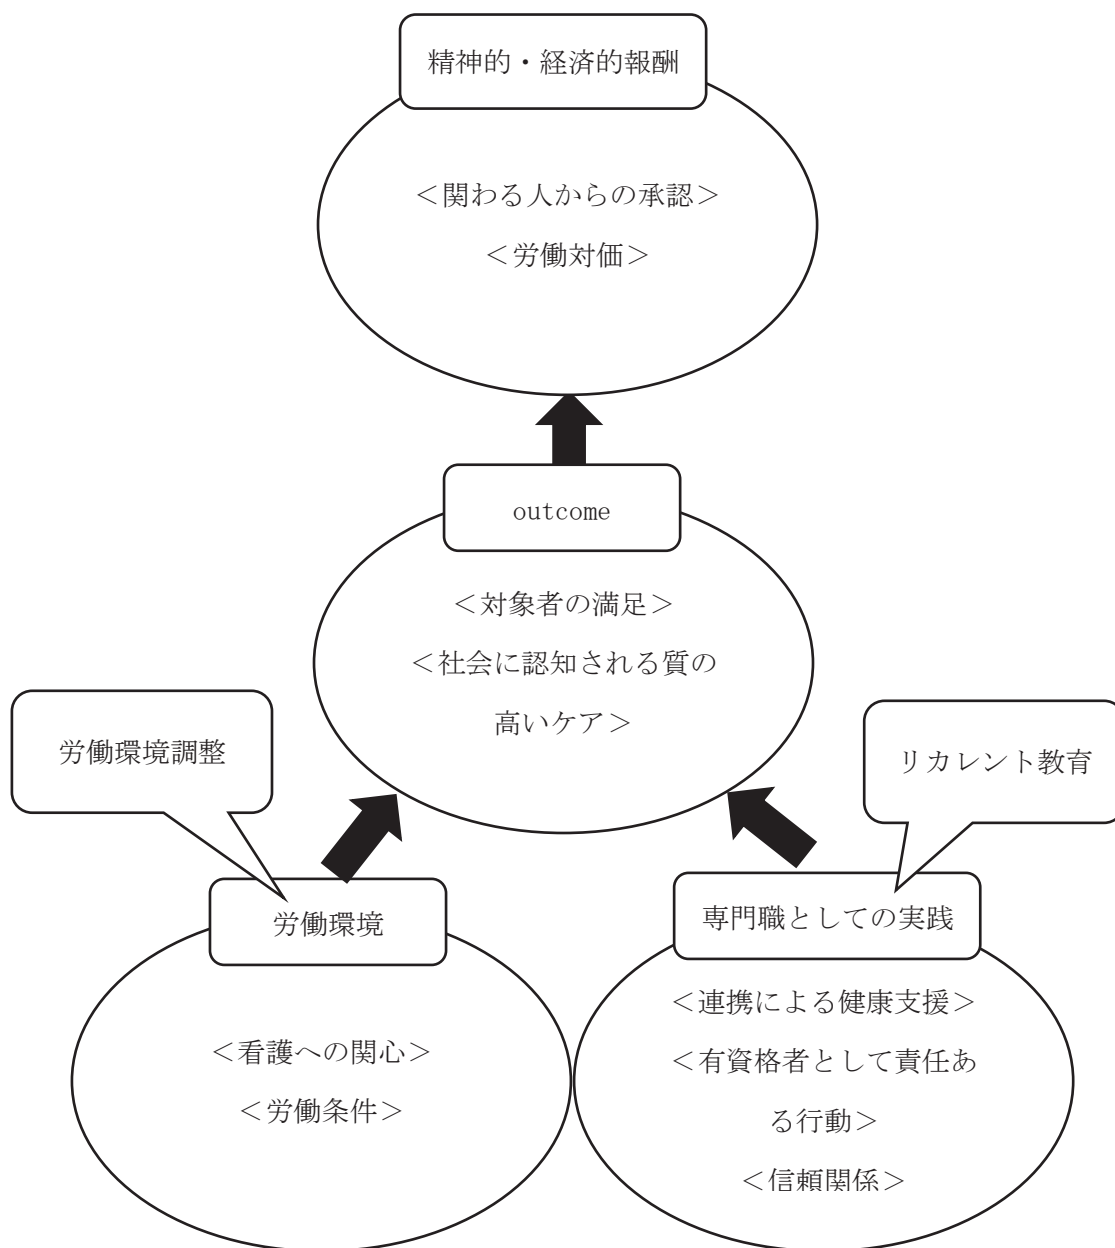 精神的・経済的報酬
＜関わる人からの承認＞
＜労働対価＞
outcome
＜対象者の満足＞
＜社会に認知される質の
高いケア＞
労働環境調整
リカレント教育
労働環境
＜看護への関心＞
＜労働条件＞
専門職としての実践
＜連携による健康支援＞
＜有資格者として責任あ
る行動＞
＜信頼関係＞